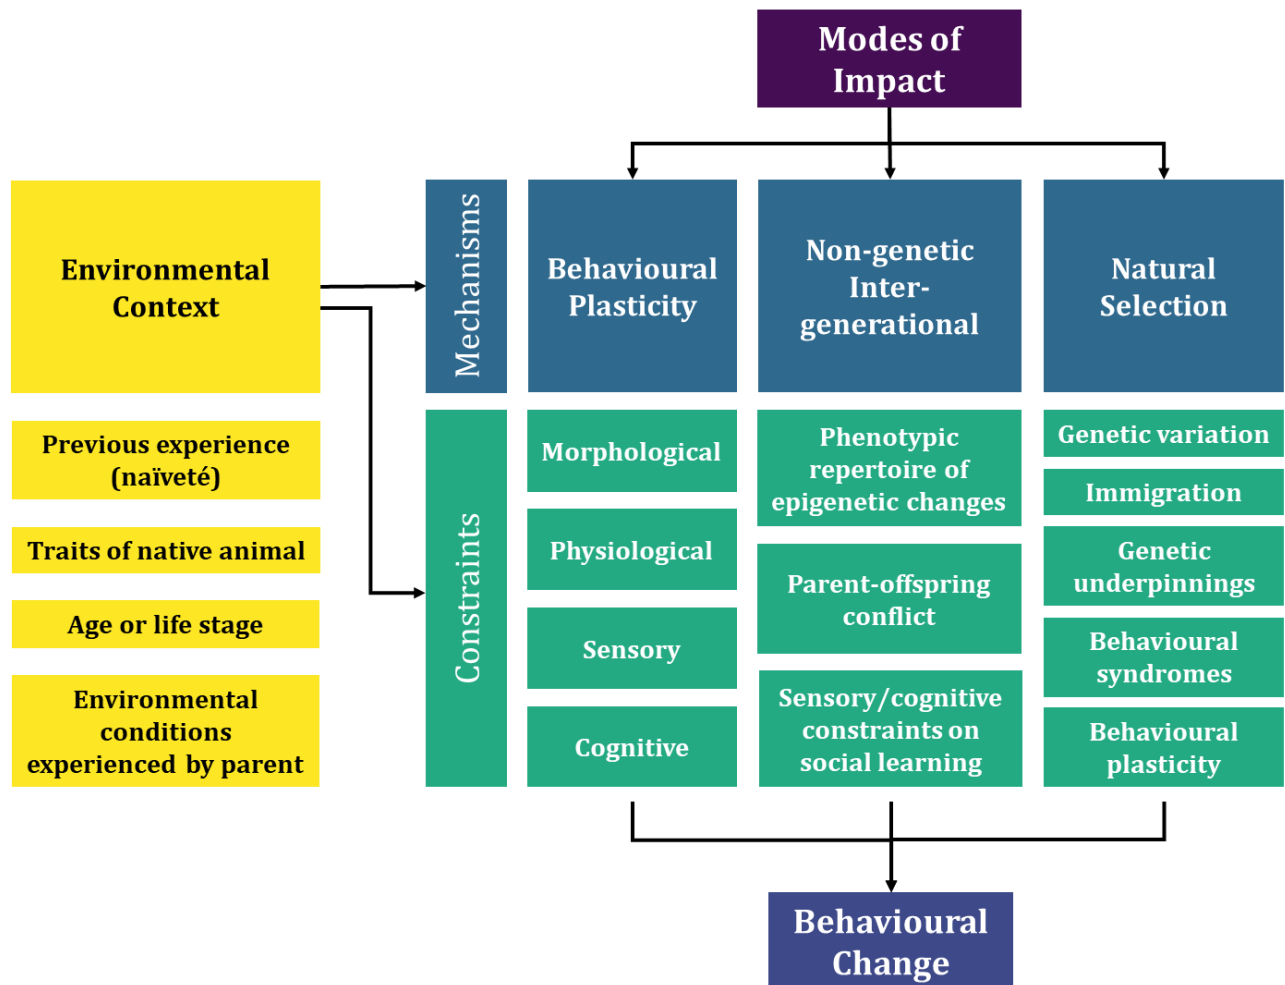 Modes of
Impact
Environmental
Context
Mechanisms
Behavioural
Plasticity
Non-genetic
Inter-
generational
Natural
Selection
Previous experience
(naïveté)
Traits of native animal
Age or life stage
Environmental
conditions
experienced by parent
Constraints
Morphological
Physiological
Sensory
Cognitive
Phenotypic
repertoire of
epigenetic changes
Parent-offspring
conflict
Sensory/cognitive
constraints on
social learning
Genetic variation
Immigration
Genetic
underpinnings
Behavioural
syndromes
Behavioural
plasticity
Behavioural
Change